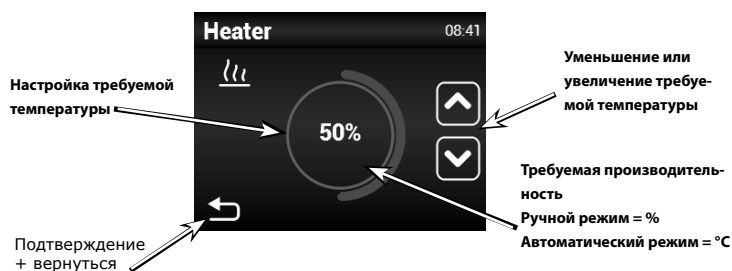 Heater
08:41
50%
Настройка требуемой
температуры
Уменьшение или
увеличение требуе-
мой температуры
Требуемая производитель-
ность
Ручной режим = %
Автоматический режим = °C
Подтверждение
+ вернуться